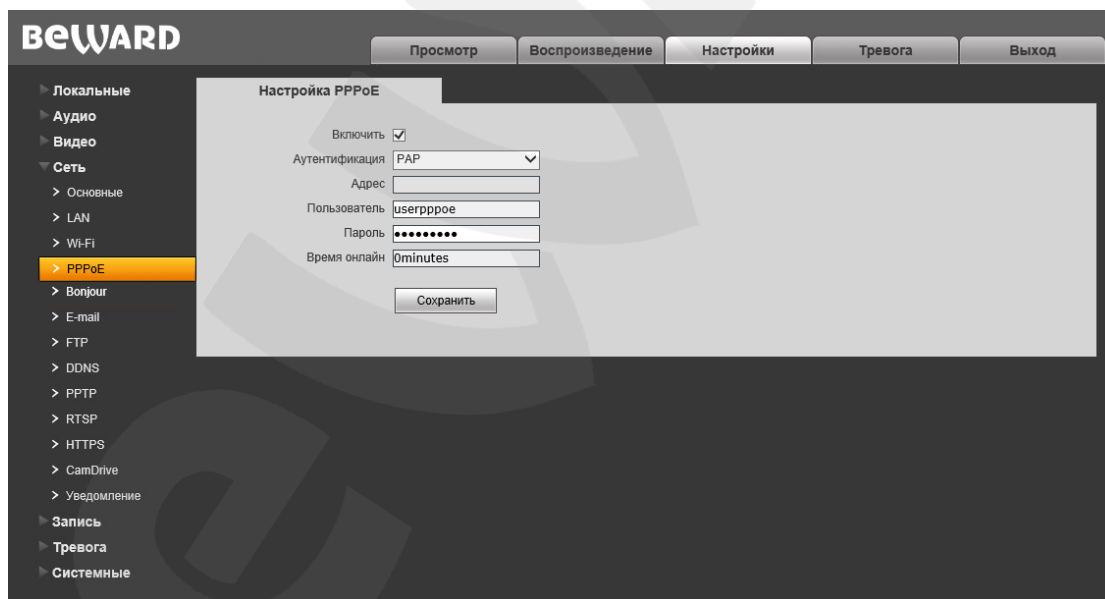 BEWARD
Просмотр Воспроизведение Настройки Тревога Выход
Локальные
Аудио
Видео
Сеть
Основные
LAN
Wi-Fi
PPPoE
Bonjour
E-mail
FTP
DDNS
PPTP
RTSP
HTTPS
CamDrive
Уведомление
Запись
Тревога
Системные
Настройка PPPoE
Включить
Аутентификация PAP
Адрес
Пользователь userpppoe
Пароль •••••••••
Время онлайн 0minutes
Сохранить